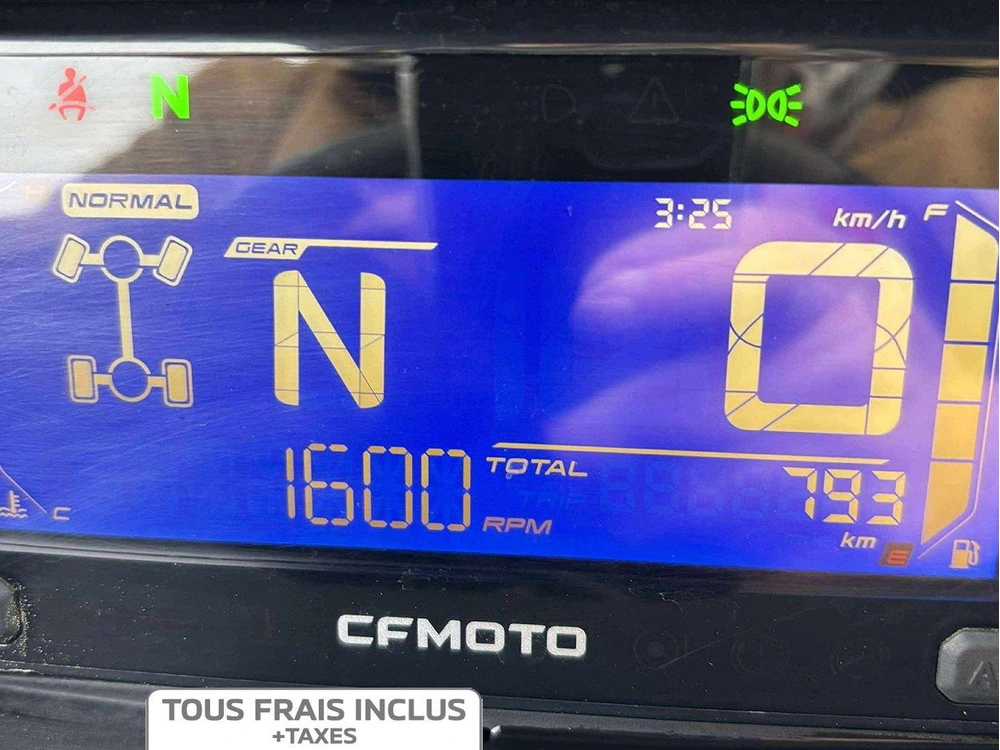 N
H NORMAL
3:25 km/h F
GEAR
N 0
1600 RPM
TOTAL 793
km E
C
CFMOTO
A
TOUS FRAIS INCLUS
+TAXES